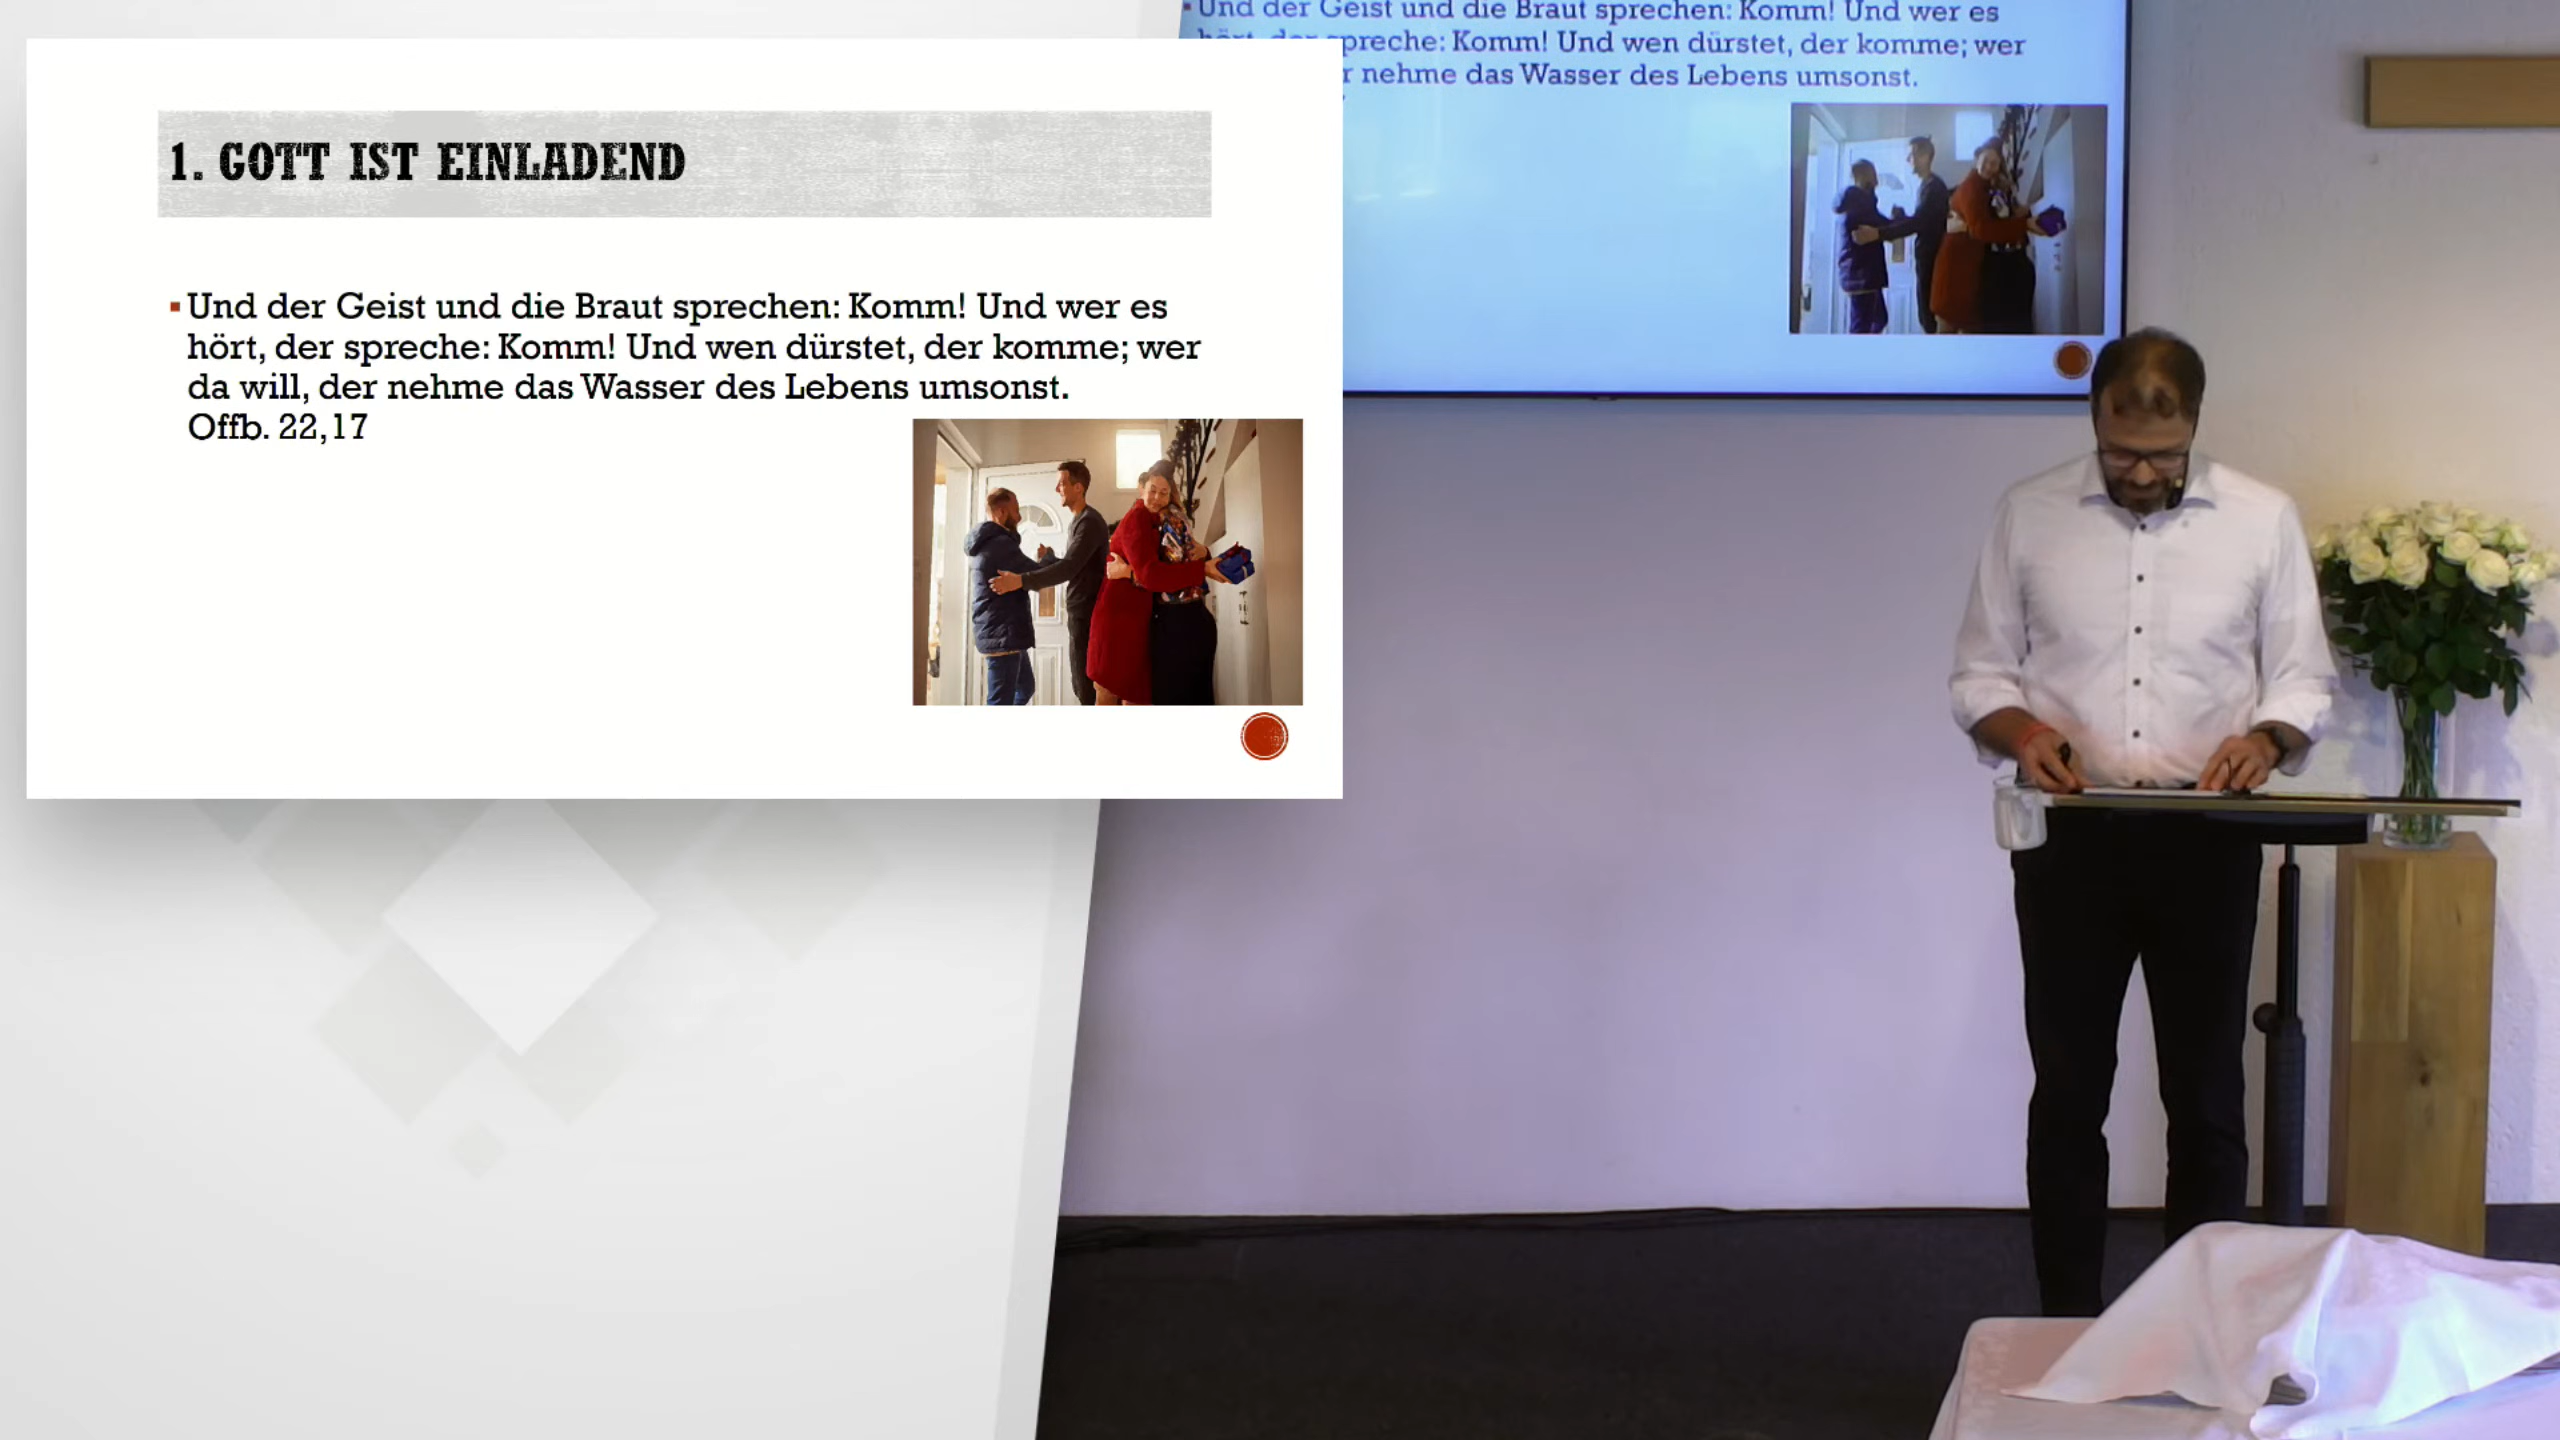 1. GOTT IST EINLADEND
Und der Geist und die Braut sprechen: Komm! Und wer es
hört, der spreche: Komm! Und wen dürstet, der komme; wer
da will, der nehme das Wasser des Lebens umsonst.
Offb. 22,17
Und der Geist und die Braut sprechen: Komm! Und wer es
hört, der spreche: Komm! Und wen dürstet, der komme; wer
nehme das Wasser des Lebens umsonst.